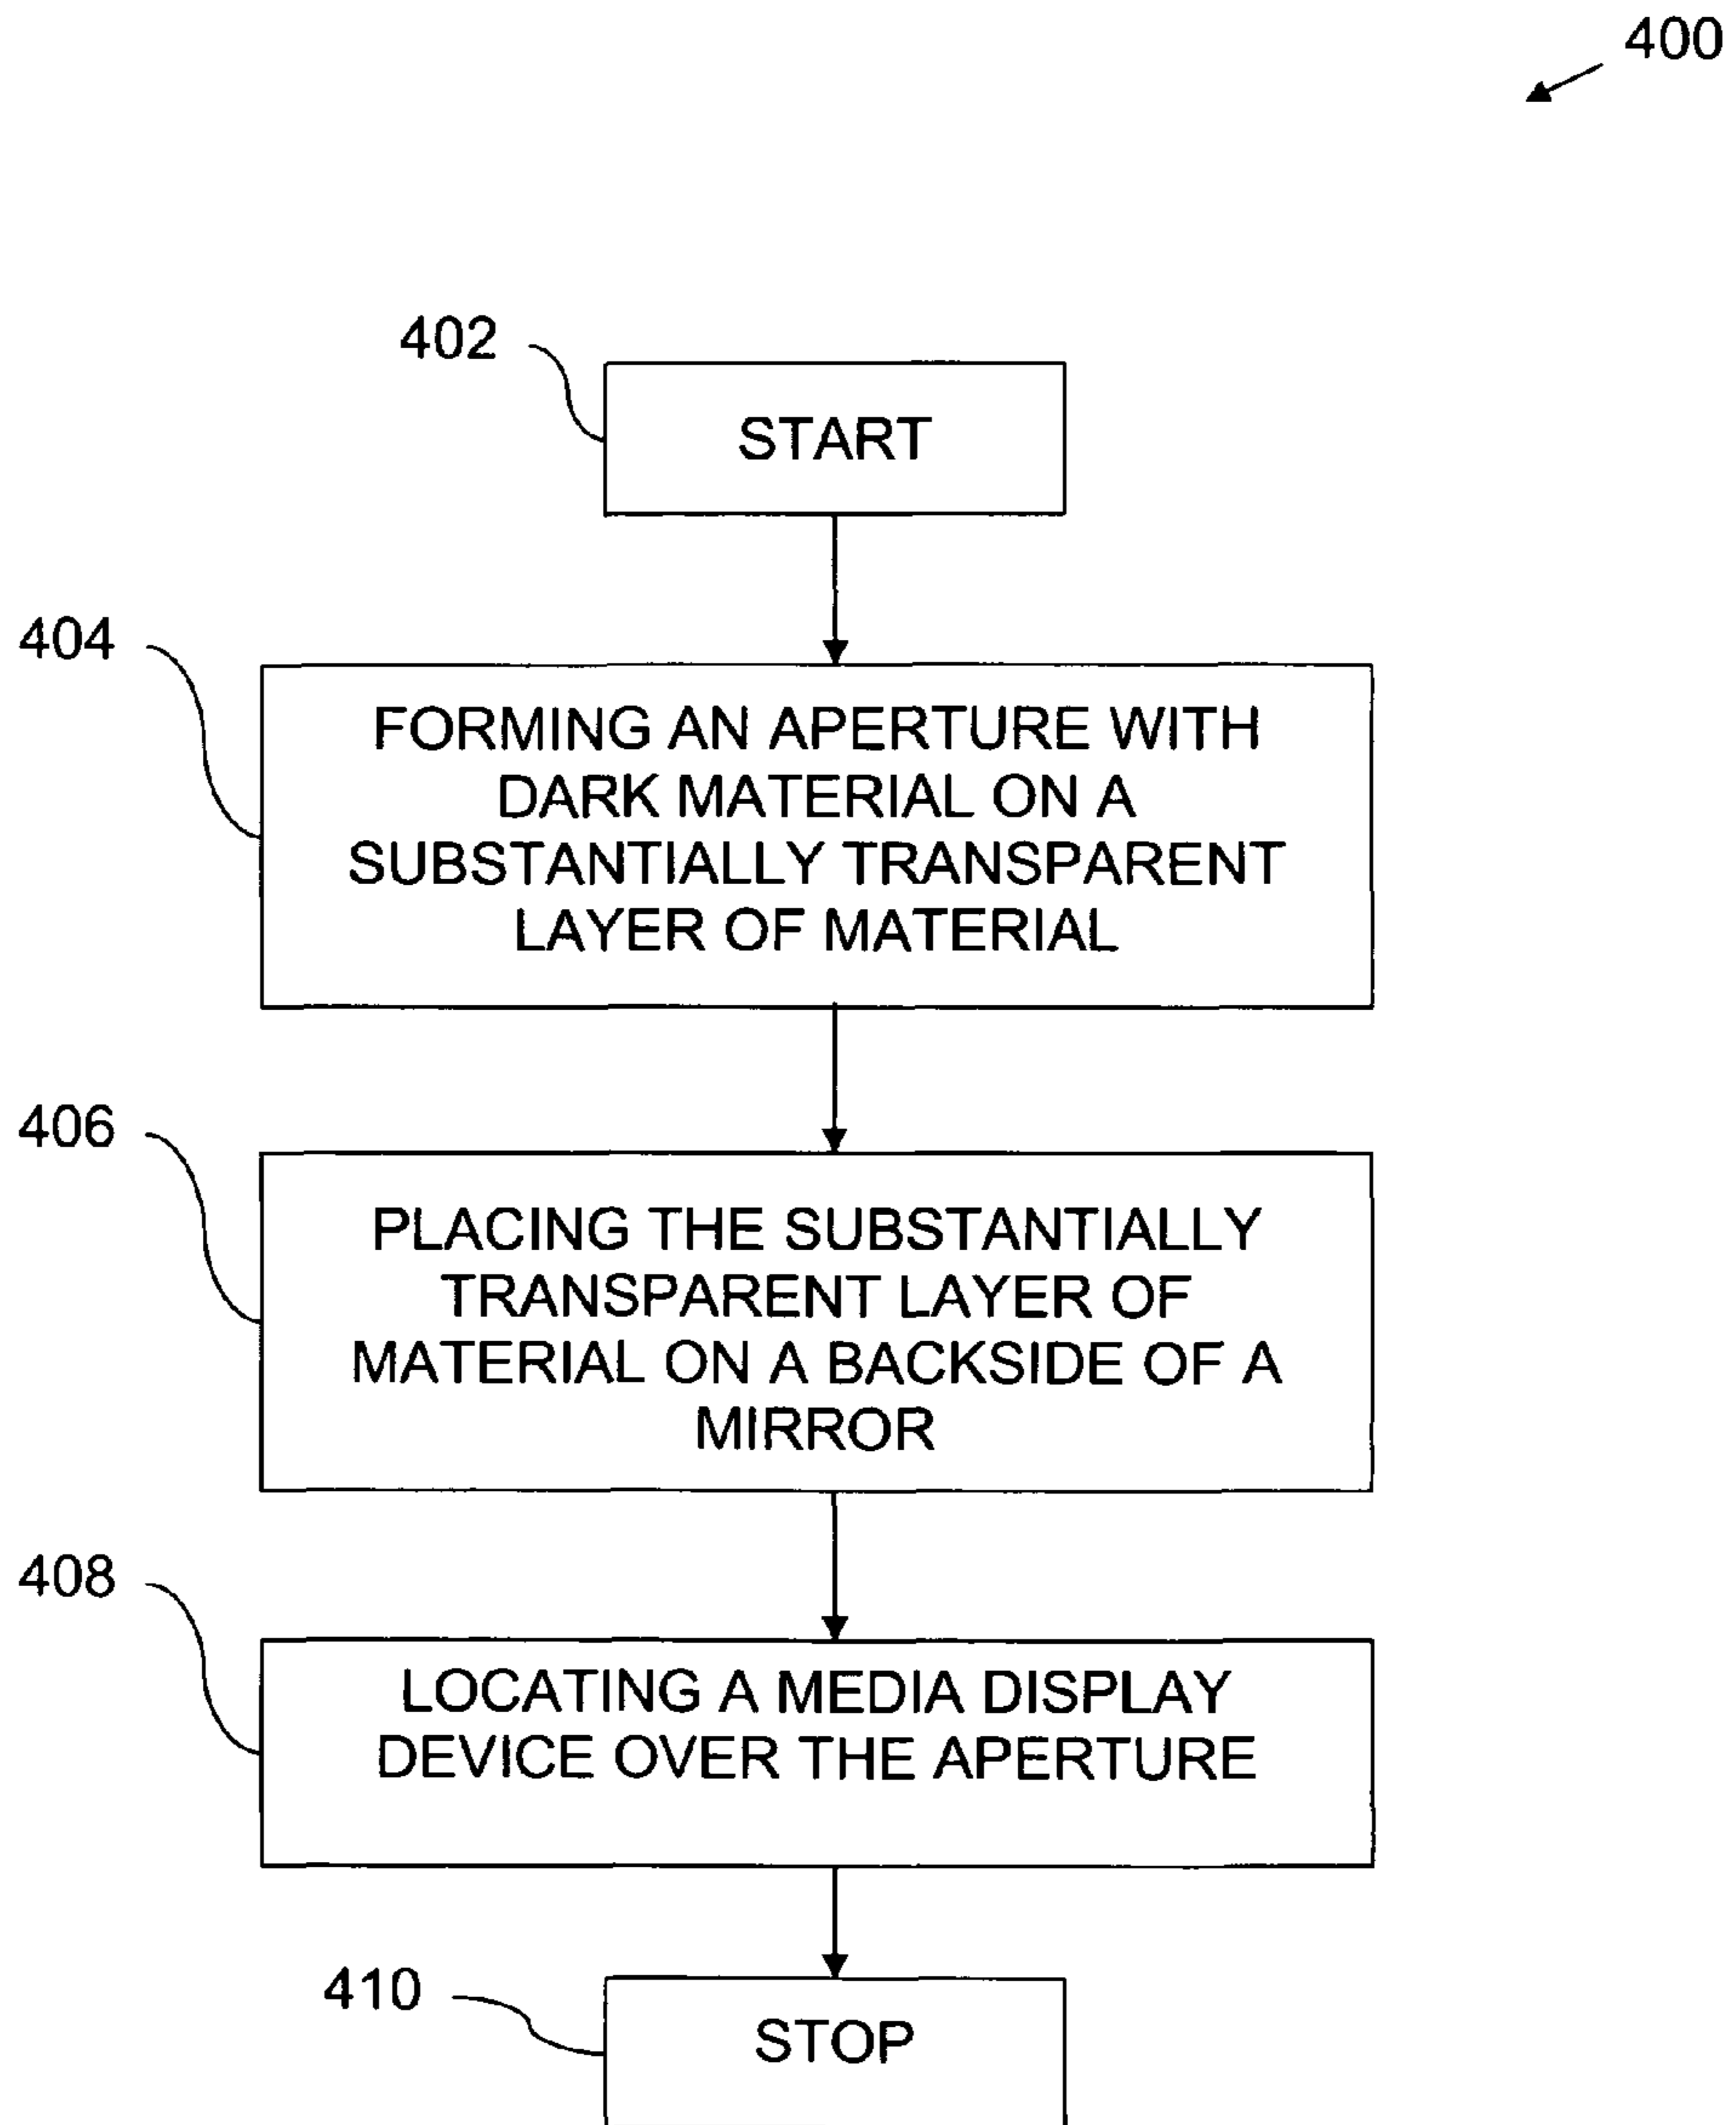 400
402
START
404
FORMING AN APERTURE WITH
DARK MATERIAL ON A
SUBSTANTIALLY TRANSPARENT
LAYER OF MATERIAL
406
PLACING THE SUBSTANTIALLY
TRANSPARENT LAYER OF
MATERIAL ON A BACKSIDE OF A
MIRROR
408
LOCATING A MEDIA DISPLAY
DEVICE OVER THE APERTURE
410
STOP